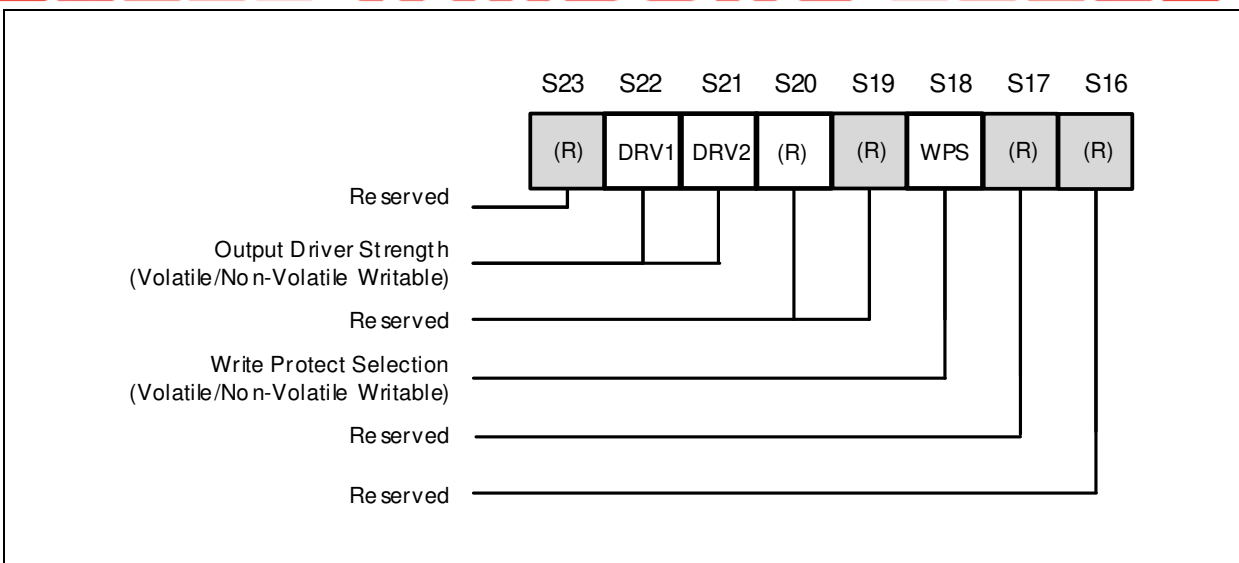 S23 S22 S21 S20 S19 S18 S17 S16
(R) DRV1 DRV2 (R) (R) WPS (R) (R)
Reserved
Output Driver Strength
(Volatile/Non-Volatile Writable)
Reserved
Write Protect Selection
(Volatile/Non-Volatile Writable)
Reserved
Reserved